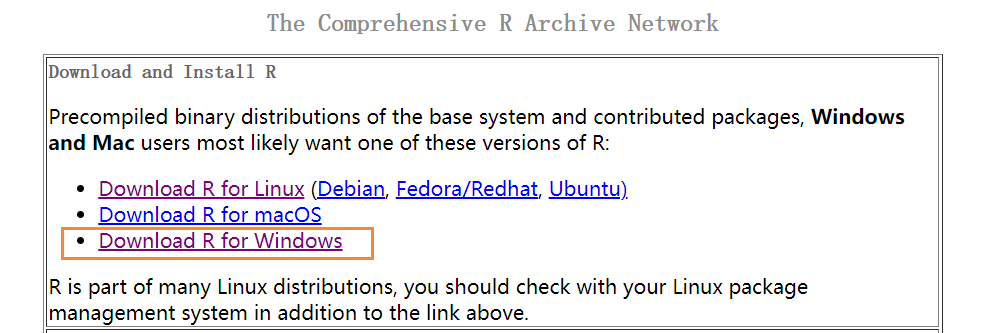 The Comprehensive R Archive Network
Download and Install R
Precompiled binary distributions of the base system and contributed packages, Windows
and Mac users most likely want one of these versions of R:
• Download R for Linux (Debian, Fedora/Redhat, Ubuntu)
• Download R for macOS
• Download R for Windows
R is part of many Linux distributions, you should check with your Linux package
management system in addition to the link above.